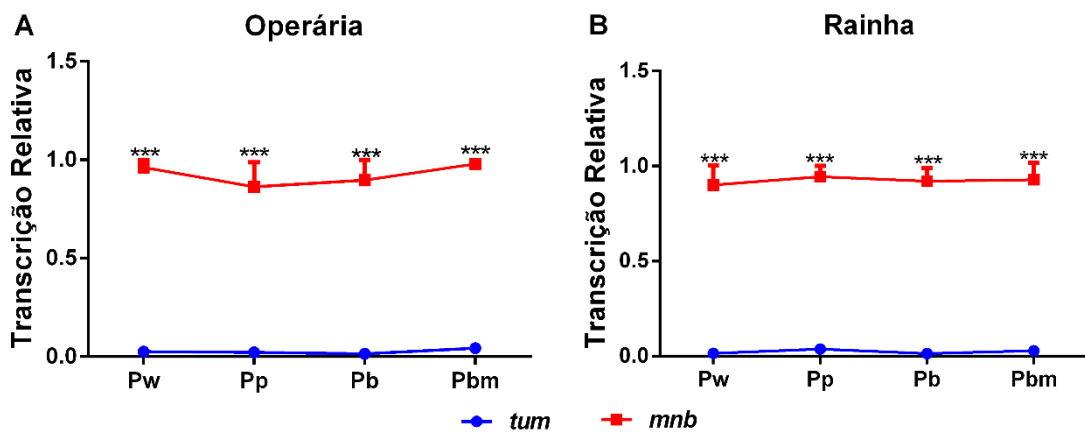 A
Operária
Transcrição Relativa
1.5
1.0
0.5
0.0
*** *** *** ***
Pw Pp Pb Pbm
B
Rainha
Transcrição Relativa
1.5
1.0
0.5
0.0
*** *** *** ***
Pw Pp Pb Pbm
tum mnb